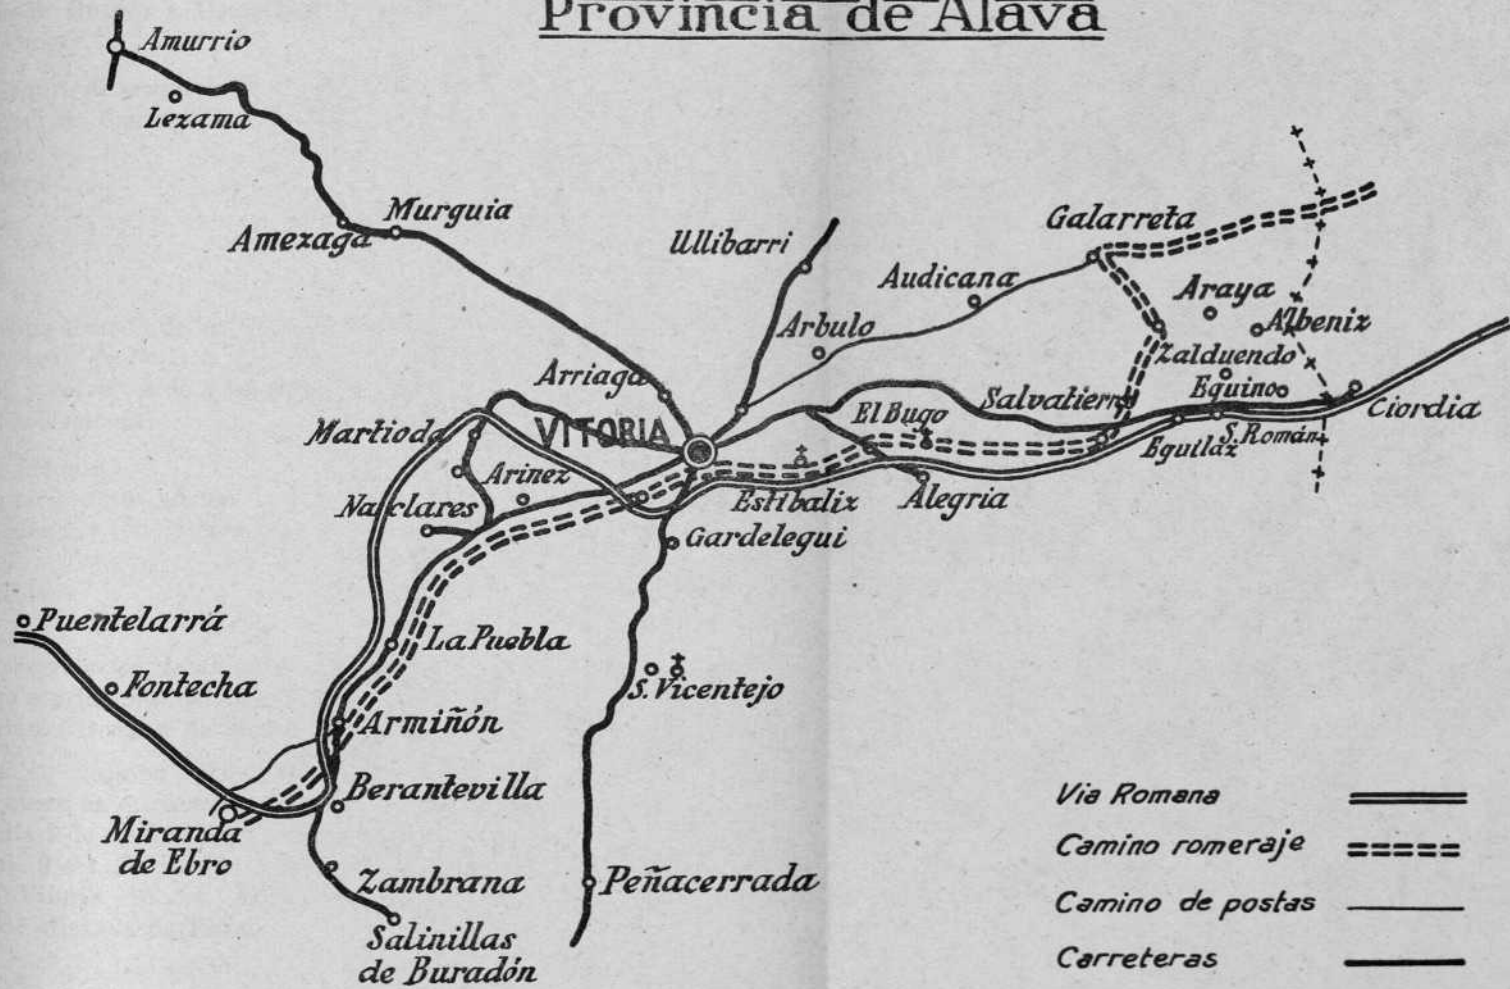 Provincia de Alava
Amurrio
Lezama
Murguia
Amezaga
Ullibarri
Galarreta
Audicana
Araya
Arbulo
Albeniz
Zalduendo
Arriaga
Eguino
Salvatierra
El Bugo
Ciordia
Martioda
VITORIA
S. Román
Eguilaz
Arinez
Estibaliz
Alegria
Nanclares
Gardelegui
Puentelarrá
La Puebla
Fontecha
S. Vicentejo
Armiñón
Berantevilla
Miranda
de Ebro
Zambrana
Peñacerrada
Salinillas
de Buradón
Via Romana
Camino romeraje
Camino de postas
Carreteras